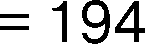 = 194